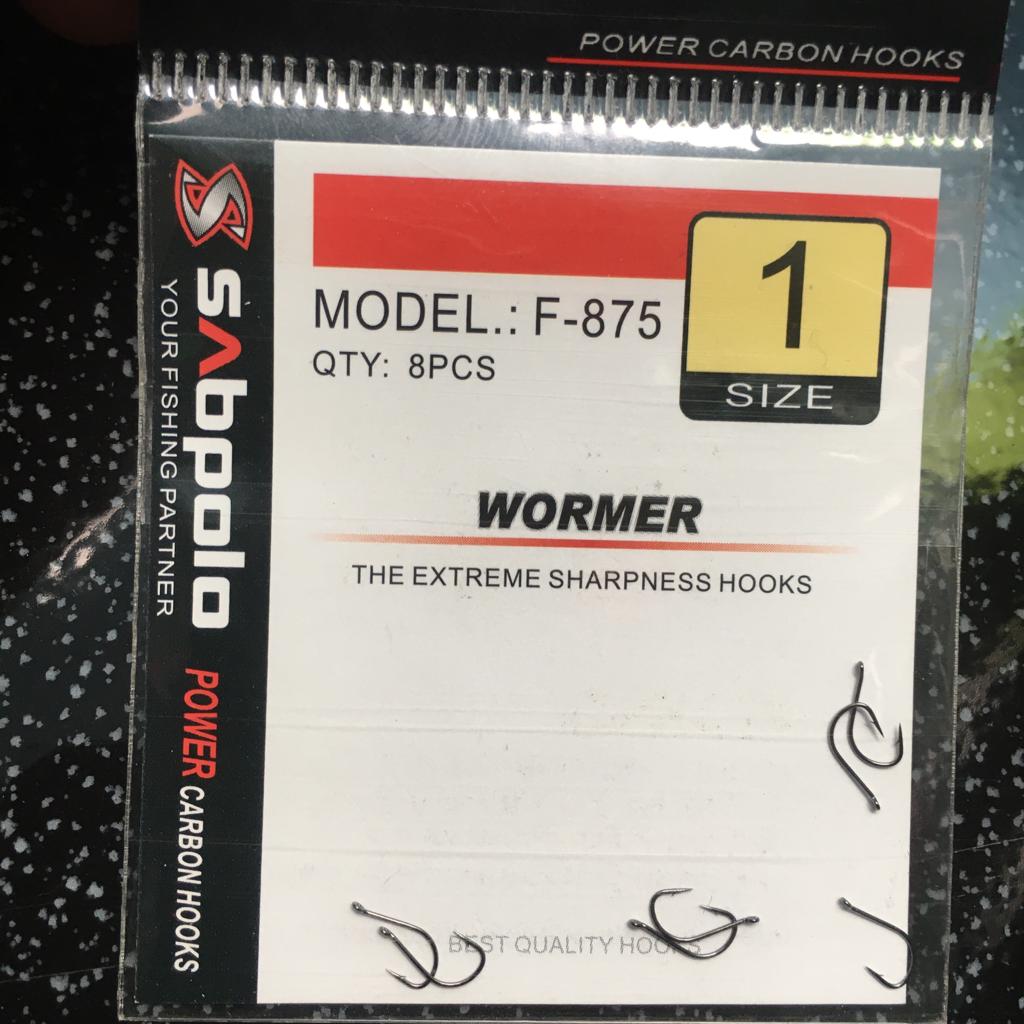 POWER CARBON HOOKS
SΛbpolo
YOUR FISHING PARTNER
POWER CARBON HOOKS
MODEL.: F-875
QTY: 8PCS
1
SIZE
WORMER
THE EXTREME SHARPNESS HOOKS
BEST QUALITY HOOKS